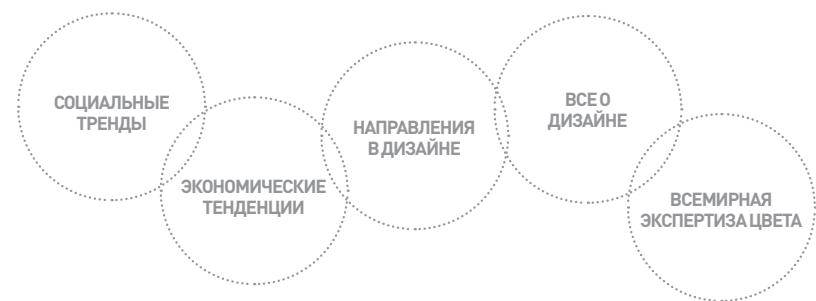 СОЦИАЛЬНЫЕ
ТРЕНДЫ
ЭКОНОМИЧЕСКИЕ
ТЕНДЕНЦИИ
НАПРАВЛЕНИЯ
В ДИЗАЙНЕ
ВСЕ О
ДИЗАЙНЕ
ВСЕМИРНАЯ
ЭКСПЕРТИЗА ЦВЕТА